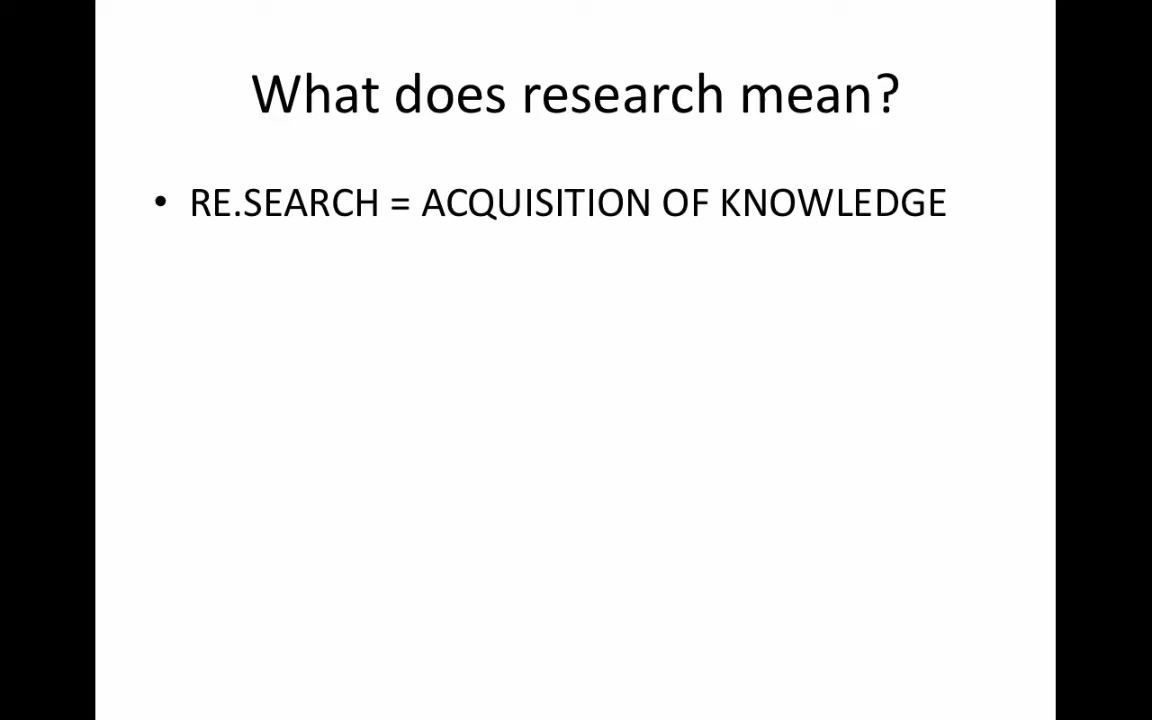 What does research mean?
• RE.SEARCH = ACQUISITION OF KNOWLEDGE